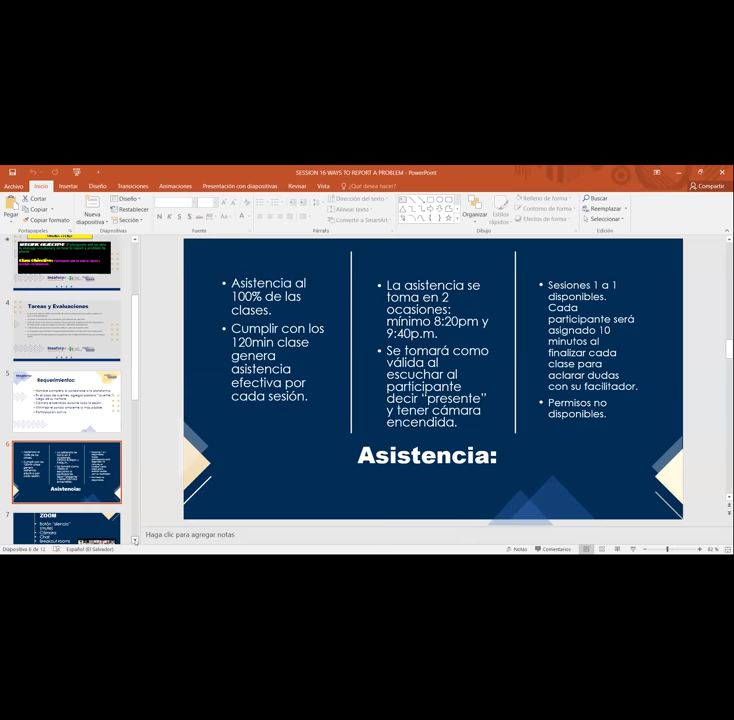 SESSION 16 WAYS TO REPORT A PROBLEM - PowerPoint
Archivo Inicio Insertar Diseño Transiciones Animaciones Presentación con diapositivas Revisar Vista ¿Qué desea hacer? Compartir
Pegar
Cortar
Copiar
Copiar formato
Portapapeles
Nueva diapositiva
Diseño
Restablecer
Sección
Diapositivas
Fuente
Dirección del texto
Alinear texto
Convertir a SmartArt
Párrafo
Organizar
Estilos rápidos
Relleno de forma
Contorno de forma
Efectos de forma
Dibujo
Buscar
Reemplazar
Seleccionar
Edición
4
Tareas y Evaluaciones
5
Requerimiento:
6
Asistencia:
7
ZOOM
Botón "silencio"
(mute)
Cámara
Chat
Breakout rooms
• Asistencia al
100% de las
clases.
• Cumplir con los
120min clase
genera
asistencia
efectiva por
cada sesión.
• La asistencia se
toma en 2
ocasiones:
mínimo 8:20pm y
9:40p.m.
• Se tomará como
válida al
escuchar al
participante
decir “presente”
y tener cámara
encendida.
• Sesiones 1 a 1
disponibles.
Cada
participante será
asignado 10
minutos al
finalizar cada
clase para
aclarar dudas
con su facilitador.
• Permisos no
disponibles.
Asistencia:
Haga clic para agregar notas
Diapositiva 6 de 12 Español (El Salvador) Notas Comentarios 82 %